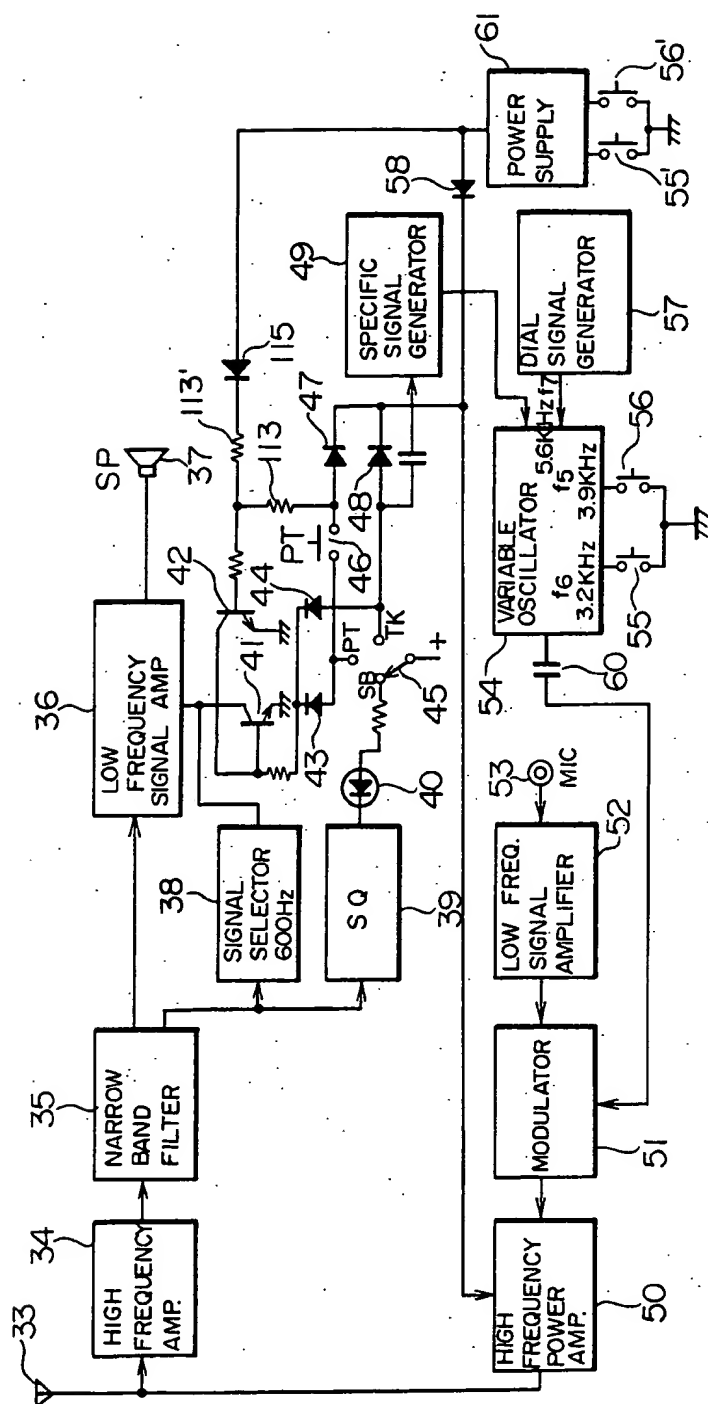 33
34
HIGH
FREQUENCY
AMP.
35
NARROW
BAND
FILTER
36
LOW
FREQUENCY
SIGNAL AMP
SP
37
38
SIGNAL
SELECTOR
600Hz
39
SQ
40
41
42
43
44
45
SB
PT
TK
+
PT
46
47
48
113
113'
115
49
SPECIFIC
SIGNAL
GENERATOR
58
61
POWER
SUPPLY
55'
56'
50
HIGH
FREQUENCY
POWER
AMP.
51
MODULATOR
52
LOW FREQ.
SIGNAL
AMPLIFIER
53
MIC
54
60
VARIABLE
OSCILLATOR
5.6KHz f7
f6
f5
3.2KHz
3.9KHz
55
56
57
DIAL
SIGNAL
GENERATOR